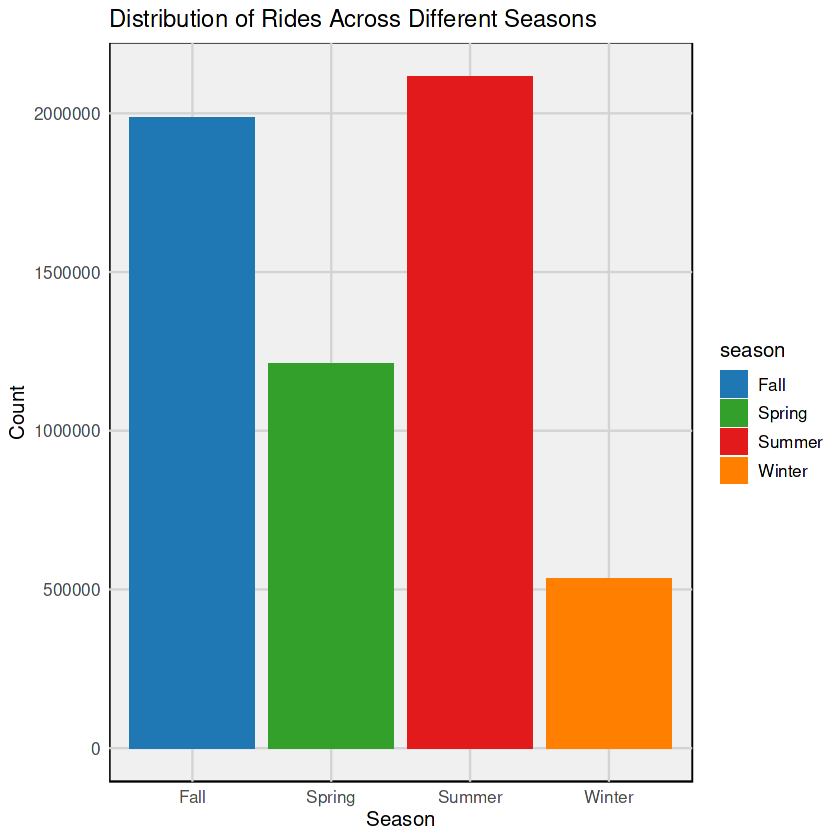 Distribution of Rides Across Different Seasons
Count
2000000
1500000
1000000
500000
0
Fall Spring Summer Winter
Season
season
Fall
Spring
Summer
Winter